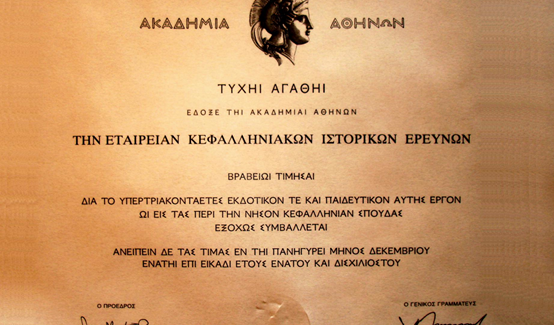 ΑΚΑΔΗΜΙΑ ΑΘΗΝΩΝ
ΤΥΧΗΙ ΑΓΑΘΗΙ
ΕΔΟΞΕ ΤΗΙ ΑΚΑΔΗΜΙΑΙ ΑΘΗΝΩΝ
ΤΗΝ ΕΤΑΙΡΕΙΑΝ ΚΕΦΑΛΛΗΝΙΑΚΩΝ ΙΣΤΟΡΙΚΩΝ ΕΡΕΥΝΩΝ
ΒΡΑΒΕΙΩΙ ΤΙΜΗΣΑΙ
ΔΙΑ ΤΟ ΥΠΕΡΤΡΙΑΚΟΝΤΑΕΤΕΣ ΕΚΔΟΤΙΚΟΝ ΤΕ ΚΑΙ ΠΑΙΔΕΥΤΙΚΟΝ ΑΥΤΗΣ ΕΡΓΟΝ
ΩΙ ΕΙΣ ΤΑΣ ΠΕΡΙ ΤΗΝ ΝΗΣΟΝ ΚΕΦΑΛΛΗΝΙΑΝ ΣΠΟΥΔΑΣ
ΕΞΟΧΩΣ ΣΥΜΒΑΛΛΕΤΑΙ
ΑΝΕΙΠΕΙΝ ΔΕ ΤΑΣ ΤΙΜΑΣ ΕΝ ΤΗΙ ΠΑΝΗΓΥΡΕΙ ΜΗΝΟΣ ΔΕΚΕΜΒΡΙΟΥ
ΕΝΑΤΗΙ ΕΠΙ ΕΙΚΑΔΙ ΕΤΟΥΣ ΕΝΑΤΟΥ ΚΑΙ ΔΙΣΧΙΛΙΟΣΤΟΥ
Ο ΠΡΟΕΔΡΟΣ
Ο ΓΕΝΙΚΟΣ ΓΡΑΜΜΑΤΕΥΣ